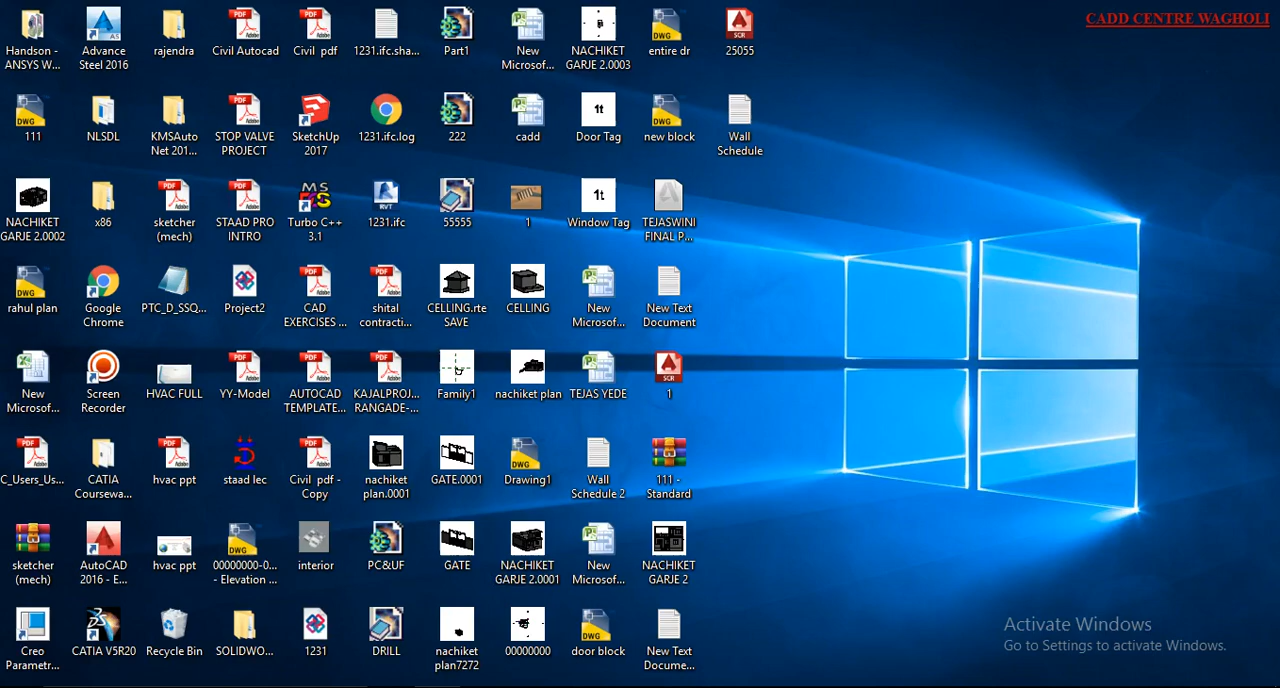 CADD CENTRE WAGHOLI
Handson -
ANSYS W...
Advance
Steel 2016
rajendra
Civil Autocad
Civil pdf
1231.ifc.sha...
Part1
New
Microsof...
NACHIKET
GARJE 2.0003
entire dr
25055
111
NLSDL
KMSAuto
Net 201...
STOP VALVE
PROJECT
SketchUp
2017
1231.ifc.log
222
cadd
Door Tag
new block
Wall
Schedule
NACHIKET
GARJE 2.0002
x86
sketcher
(mech)
STAAD PRO
INTRO
Turbo C++
3.1
1231.ifc
55555
1
Window Tag
TEJASWINI
FINAL P...
rahul plan
Google
Chrome
PTC_D_SSQ...
Project2
CAD
EXERCISES ...
shital
contracti...
CELLING.rte
SAVE
CELLING
New
Microsof...
New Text
Document
New
Microsof...
Screen
Recorder
HVAC FULL
YY-Model
AUTOCAD
TEMPLATE...
KAJALPROJ...
RANGADE-...
Family1
nachiket plan
TEJAS YEDE
1
C_Users_Us...
CATIA
Coursewa...
hvac ppt
staad lec
Civil pdf -
Copy
nachiket
plan.0001
GATE.0001
Drawing1
Wall
Schedule 2
111 -
Standard
sketcher
(mech)
AutoCAD
2016 - E...
hvac ppt
00000000-0...
- Elevation ...
interior
PC&UF
GATE
NACHIKET
GARJE 2.0001
New
Microsof...
NACHIKET
GARJE 2
Creo
Parametr...
CATIA V5R20
Recycle Bin
SOLIDWO...
1231
DRILL
nachiket
plan7272
00000000
door block
New Text
Docume...
Activate Windows
Go to Settings to activate Windows.